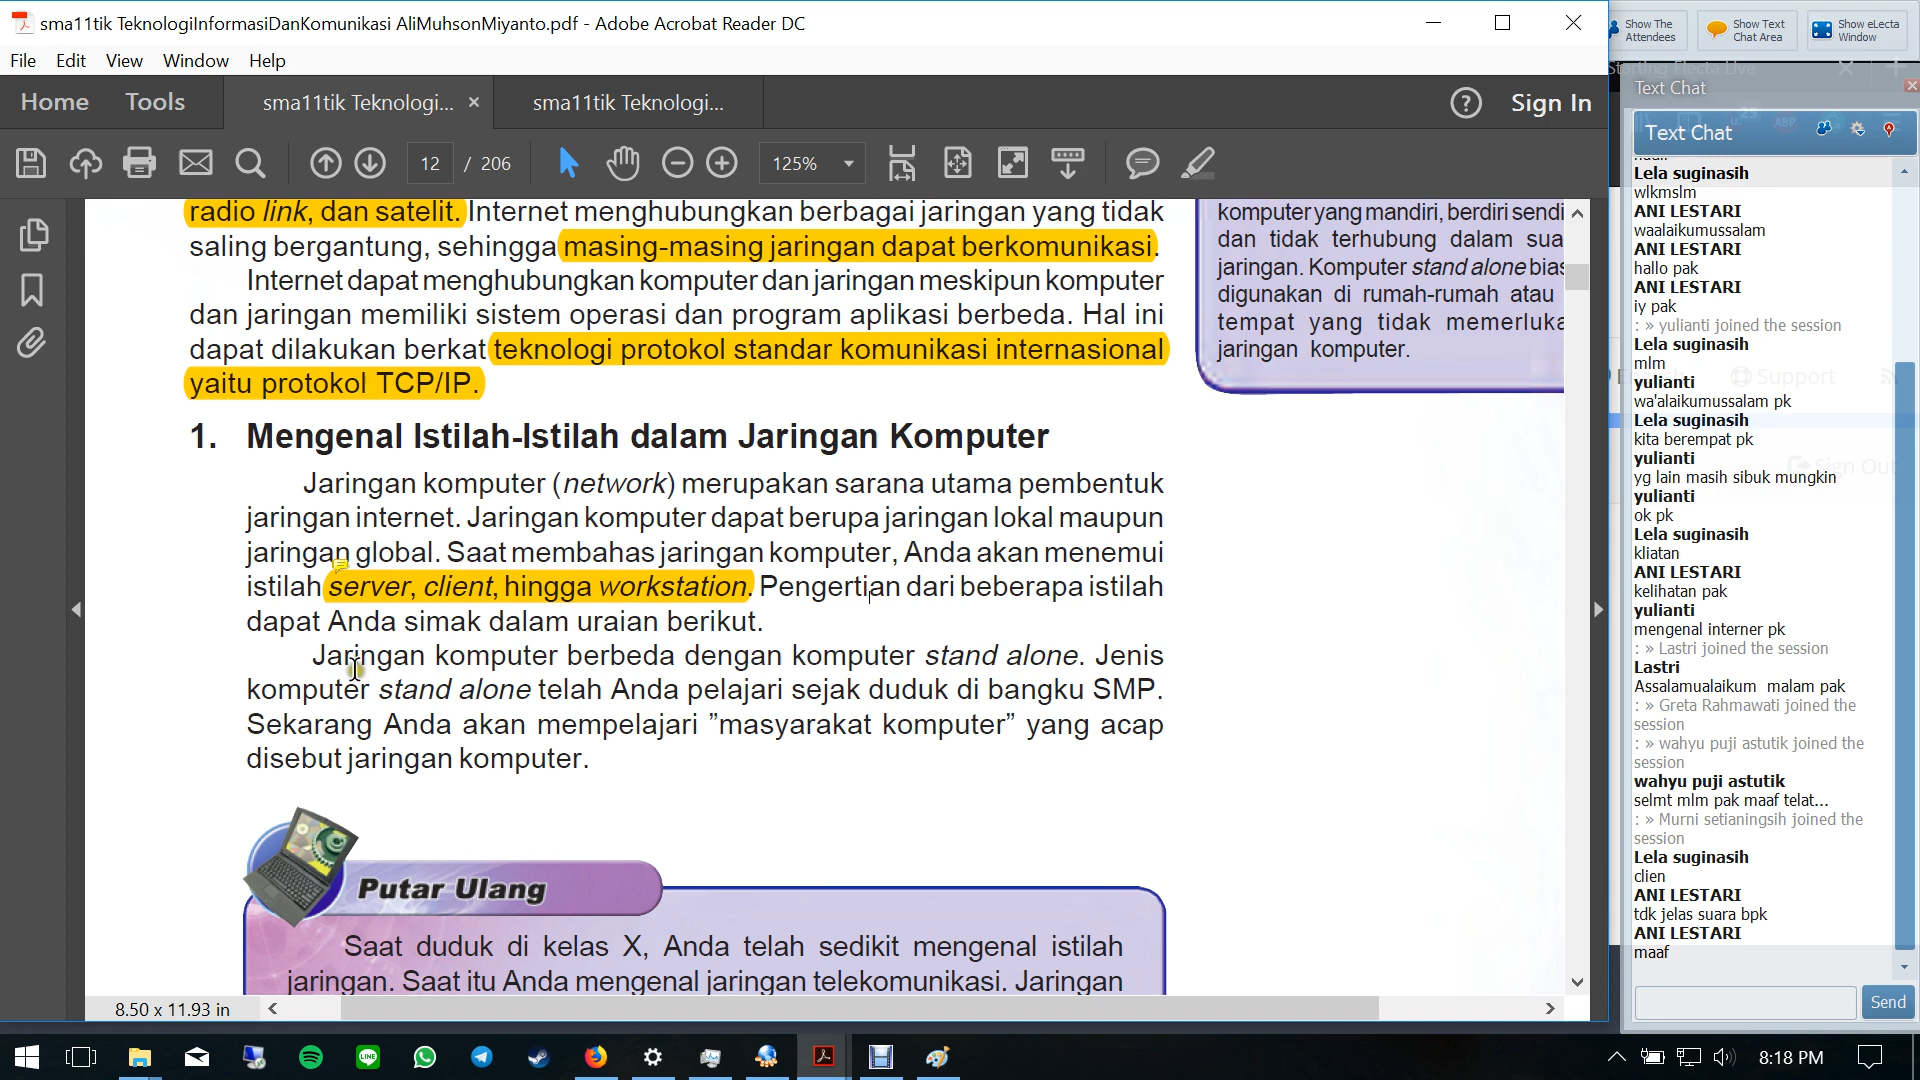 sma11tik TeknologiInformasiDanKomunikasi AliMuhsonMiyanto.pdf - Adobe Acrobat Reader DC
File Edit View Window Help
Home Tools
sma11tik Teknologi... ×
sma11tik Teknologi...
Sign In
12 / 206
125%
radio link, dan satelit. Internet menghubungkan berbagai jaringan yang tidak
saling bergantung, sehingga masing-masing jaringan dapat berkomunikasi.
Internet dapat menghubungkan komputer dan jaringan meskipun komputer
dan jaringan memiliki sistem operasi dan program aplikasi berbeda. Hal ini
dapat dilakukan berkat teknologi protokol standar komunikasi internasional
yaitu protokol TCP/IP.
1. Mengenal Istilah-Istilah dalam Jaringan Komputer
Jaringan komputer (network) merupakan sarana utama pembentuk
jaringan internet. Jaringan komputer dapat berupa jaringan lokal maupun
jaringan global. Saat membahas jaringan komputer, Anda akan menemui
istilah server, client, hingga workstation. Pengertian dari beberapa istilah
dapat Anda simak dalam uraian berikut.
Jaringan komputer berbeda dengan komputer stand alone. Jenis
komputer stand alone telah Anda pelajari sejak duduk di bangku SMP.
Sekarang Anda akan mempelajari ”masyarakat komputer” yang acap
disebut jaringan komputer.
Putar Ulang
Saat duduk di kelas X, Anda telah sedikit mengenal istilah
jaringan. Saat itu Anda mengenal jaringan telekomunikasi. Jaringan
komputer yang mandiri, berdiri sendi
dan tidak terhubung dalam sua
jaringan. Komputer stand alone bias
digunakan di rumah-rumah atau
tempat yang tidak memerluka
jaringan komputer.
8.50 x 11.93 in
Show The
Attendees
Show Text
Chat Area
Show eLecta
Window
Starting Electa Live
Text Chat
Text Chat
Lela suginasih
wlkmslm
ANI LESTARI
waalaikumussalam
ANI LESTARI
hallo pak
ANI LESTARI
iy pak
: » yulianti joined the session
Lela suginasih
mlm
yulianti
wa'alaikumussalam pk
Lela suginasih
kita berempat pk
yulianti
yg lain masih sibuk mungkin
yulianti
ok pk
Lela suginasih
kliatan
ANI LESTARI
kelihatan pak
yulianti
mengenal interner pk
: » Lastri joined the session
Lastri
Assalamualaikum malam pak
: » Greta Rahmawati joined the
session
: » wahyu puji astutik joined the
session
wahyu puji astutik
selmt mlm pak maaf telat...
: » Murni setianingsih joined the
session
Lela suginasih
clien
ANI LESTARI
tdk jelas suara bpk
ANI LESTARI
maaf
Support
Sign Out
Send
LINE
8:18 PM